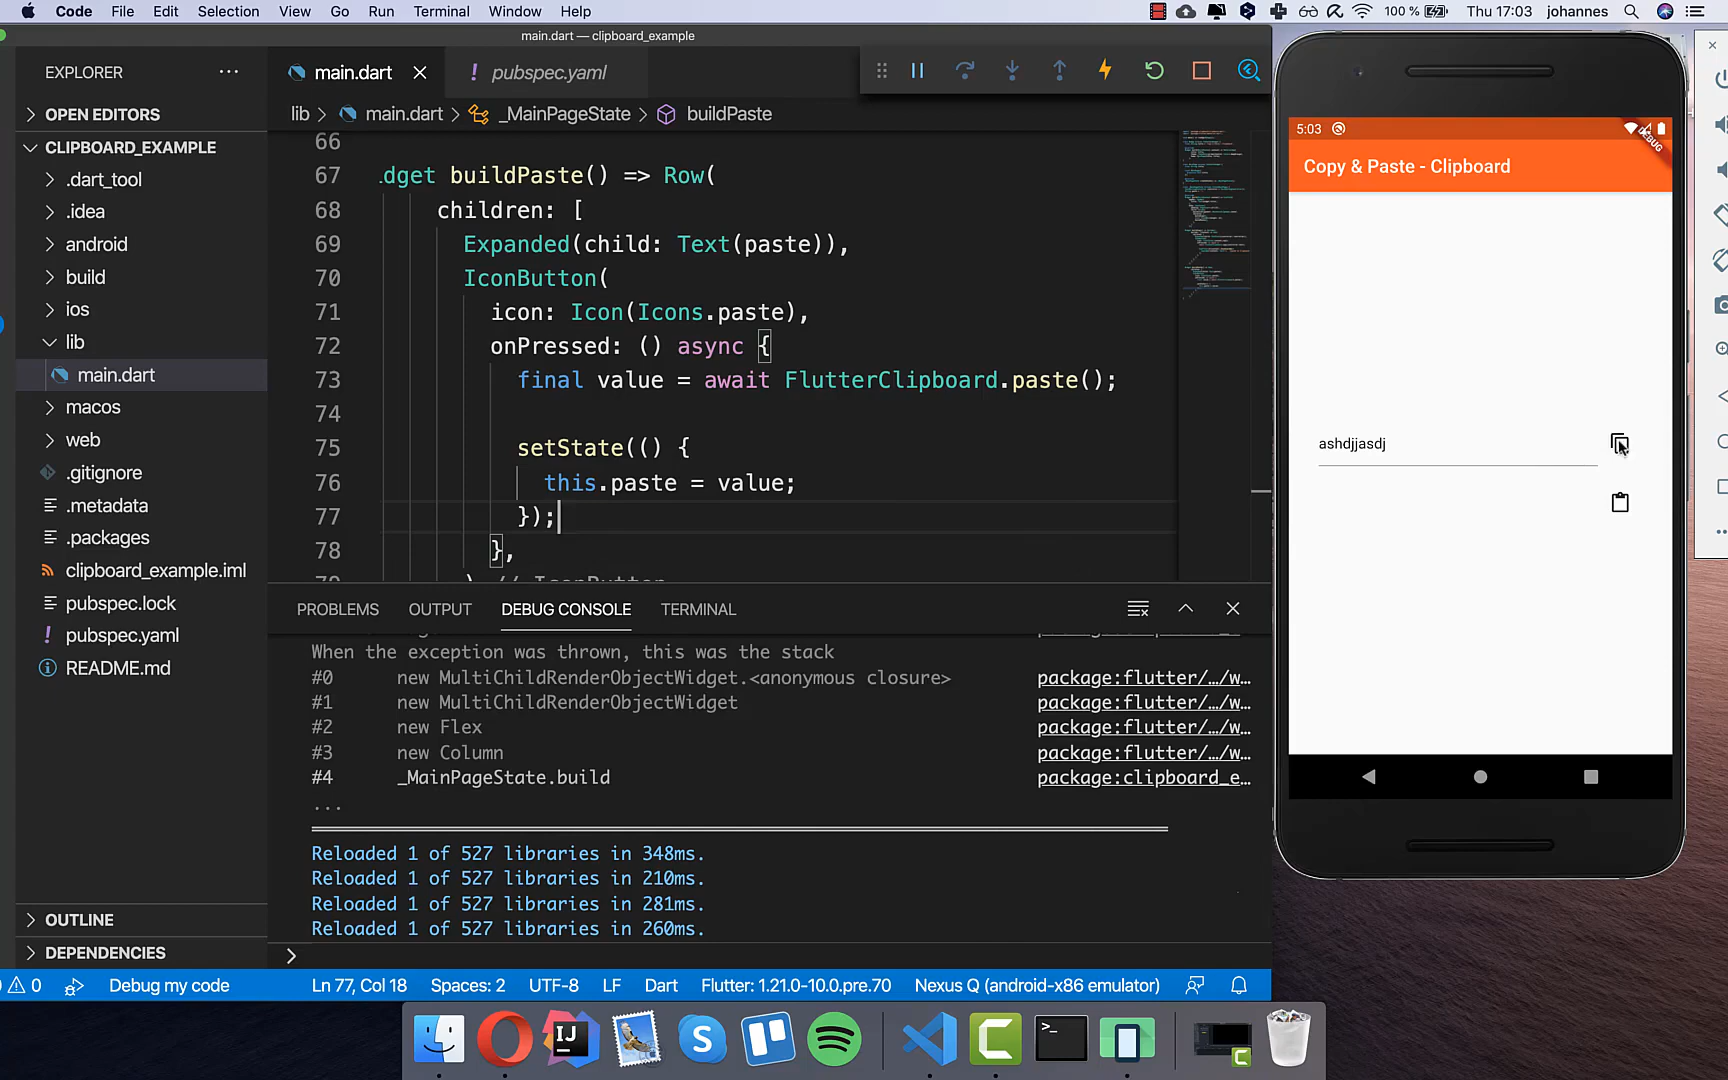 Code File Edit Selection View Go Run Terminal Window Help
100 % Thu 17:03 johannes
main.dart — clipboard_example
EXPLORER
main.dart
pubspec.yaml
OPEN EDITORS
lib > main.dart > _MainPageState > buildPaste
CLIPBOARD_EXAMPLE
.dart_tool
.idea
android
build
ios
lib
main.dart
macos
web
.gitignore
.metadata
.packages
clipboard_example.iml
pubspec.lock
pubspec.yaml
README.md
OUTLINE
DEPENDENCIES
66
67 .dget buildPaste() => Row(
68 children: [
69 Expanded(child: Text(paste)),
70 IconButton(
71 icon: Icon(Icons.paste),
72 onPressed: () async {
73 final value = await FlutterClipboard.paste();
74
75 setState(() {
76 this.paste = value;
77 });
78 },
) // IconButton
PROBLEMS OUTPUT DEBUG CONSOLE TERMINAL
When the exception was thrown, this was the stack
#0 new MultiChildRenderObjectWidget.<anonymous closure> package:flutter/…/w…
#1 new MultiChildRenderObjectWidget package:flutter/…/w…
#2 new Flex package:flutter/…/w…
#3 new Column package:flutter/…/w…
#4 _MainPageState.build package:clipboard_e…
...
Reloaded 1 of 527 libraries in 348ms.
Reloaded 1 of 527 libraries in 210ms.
Reloaded 1 of 527 libraries in 281ms.
Reloaded 1 of 527 libraries in 260ms.
>
0 Debug my code Ln 77, Col 18 Spaces: 2 UTF-8 LF Dart Flutter: 1.21.0-10.0.pre.70 Nexus Q (android-x86 emulator)
5:03
DEBUG
Copy & Paste - Clipboard
ashdjjasdj
IJ